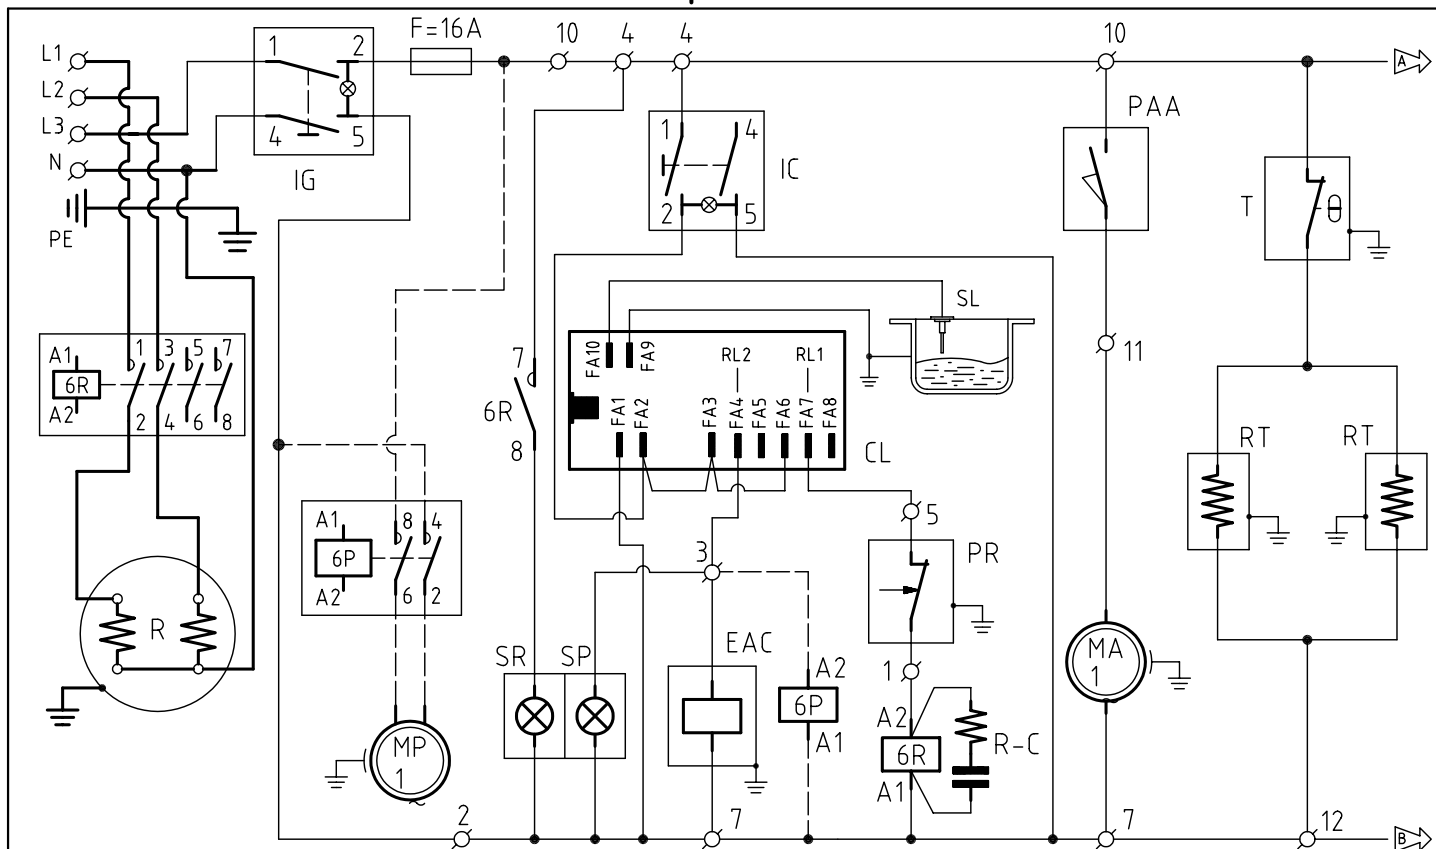 F=16A
10
4
4
10
L1
1
2
A
L2
PAA
L3
4
5
1
4
N
IG
IC
T
θ
2
5
PE
SL
FA10
FA9
RL2
RL1
7
11
A1
1
3
5
7
6R
A2
2
4
6
8
6R
8
FA1
FA2
FA3
FA4
FA5
FA6
FA7
FA8
CL
RT
RT
A1
8
4
6P
A2
6
2
5
3
PR
R
EAC
SR
SP
A2
6P
A1
1
MA
1
A2
6R
A1
R-C
MP
1
2
7
7
12
B